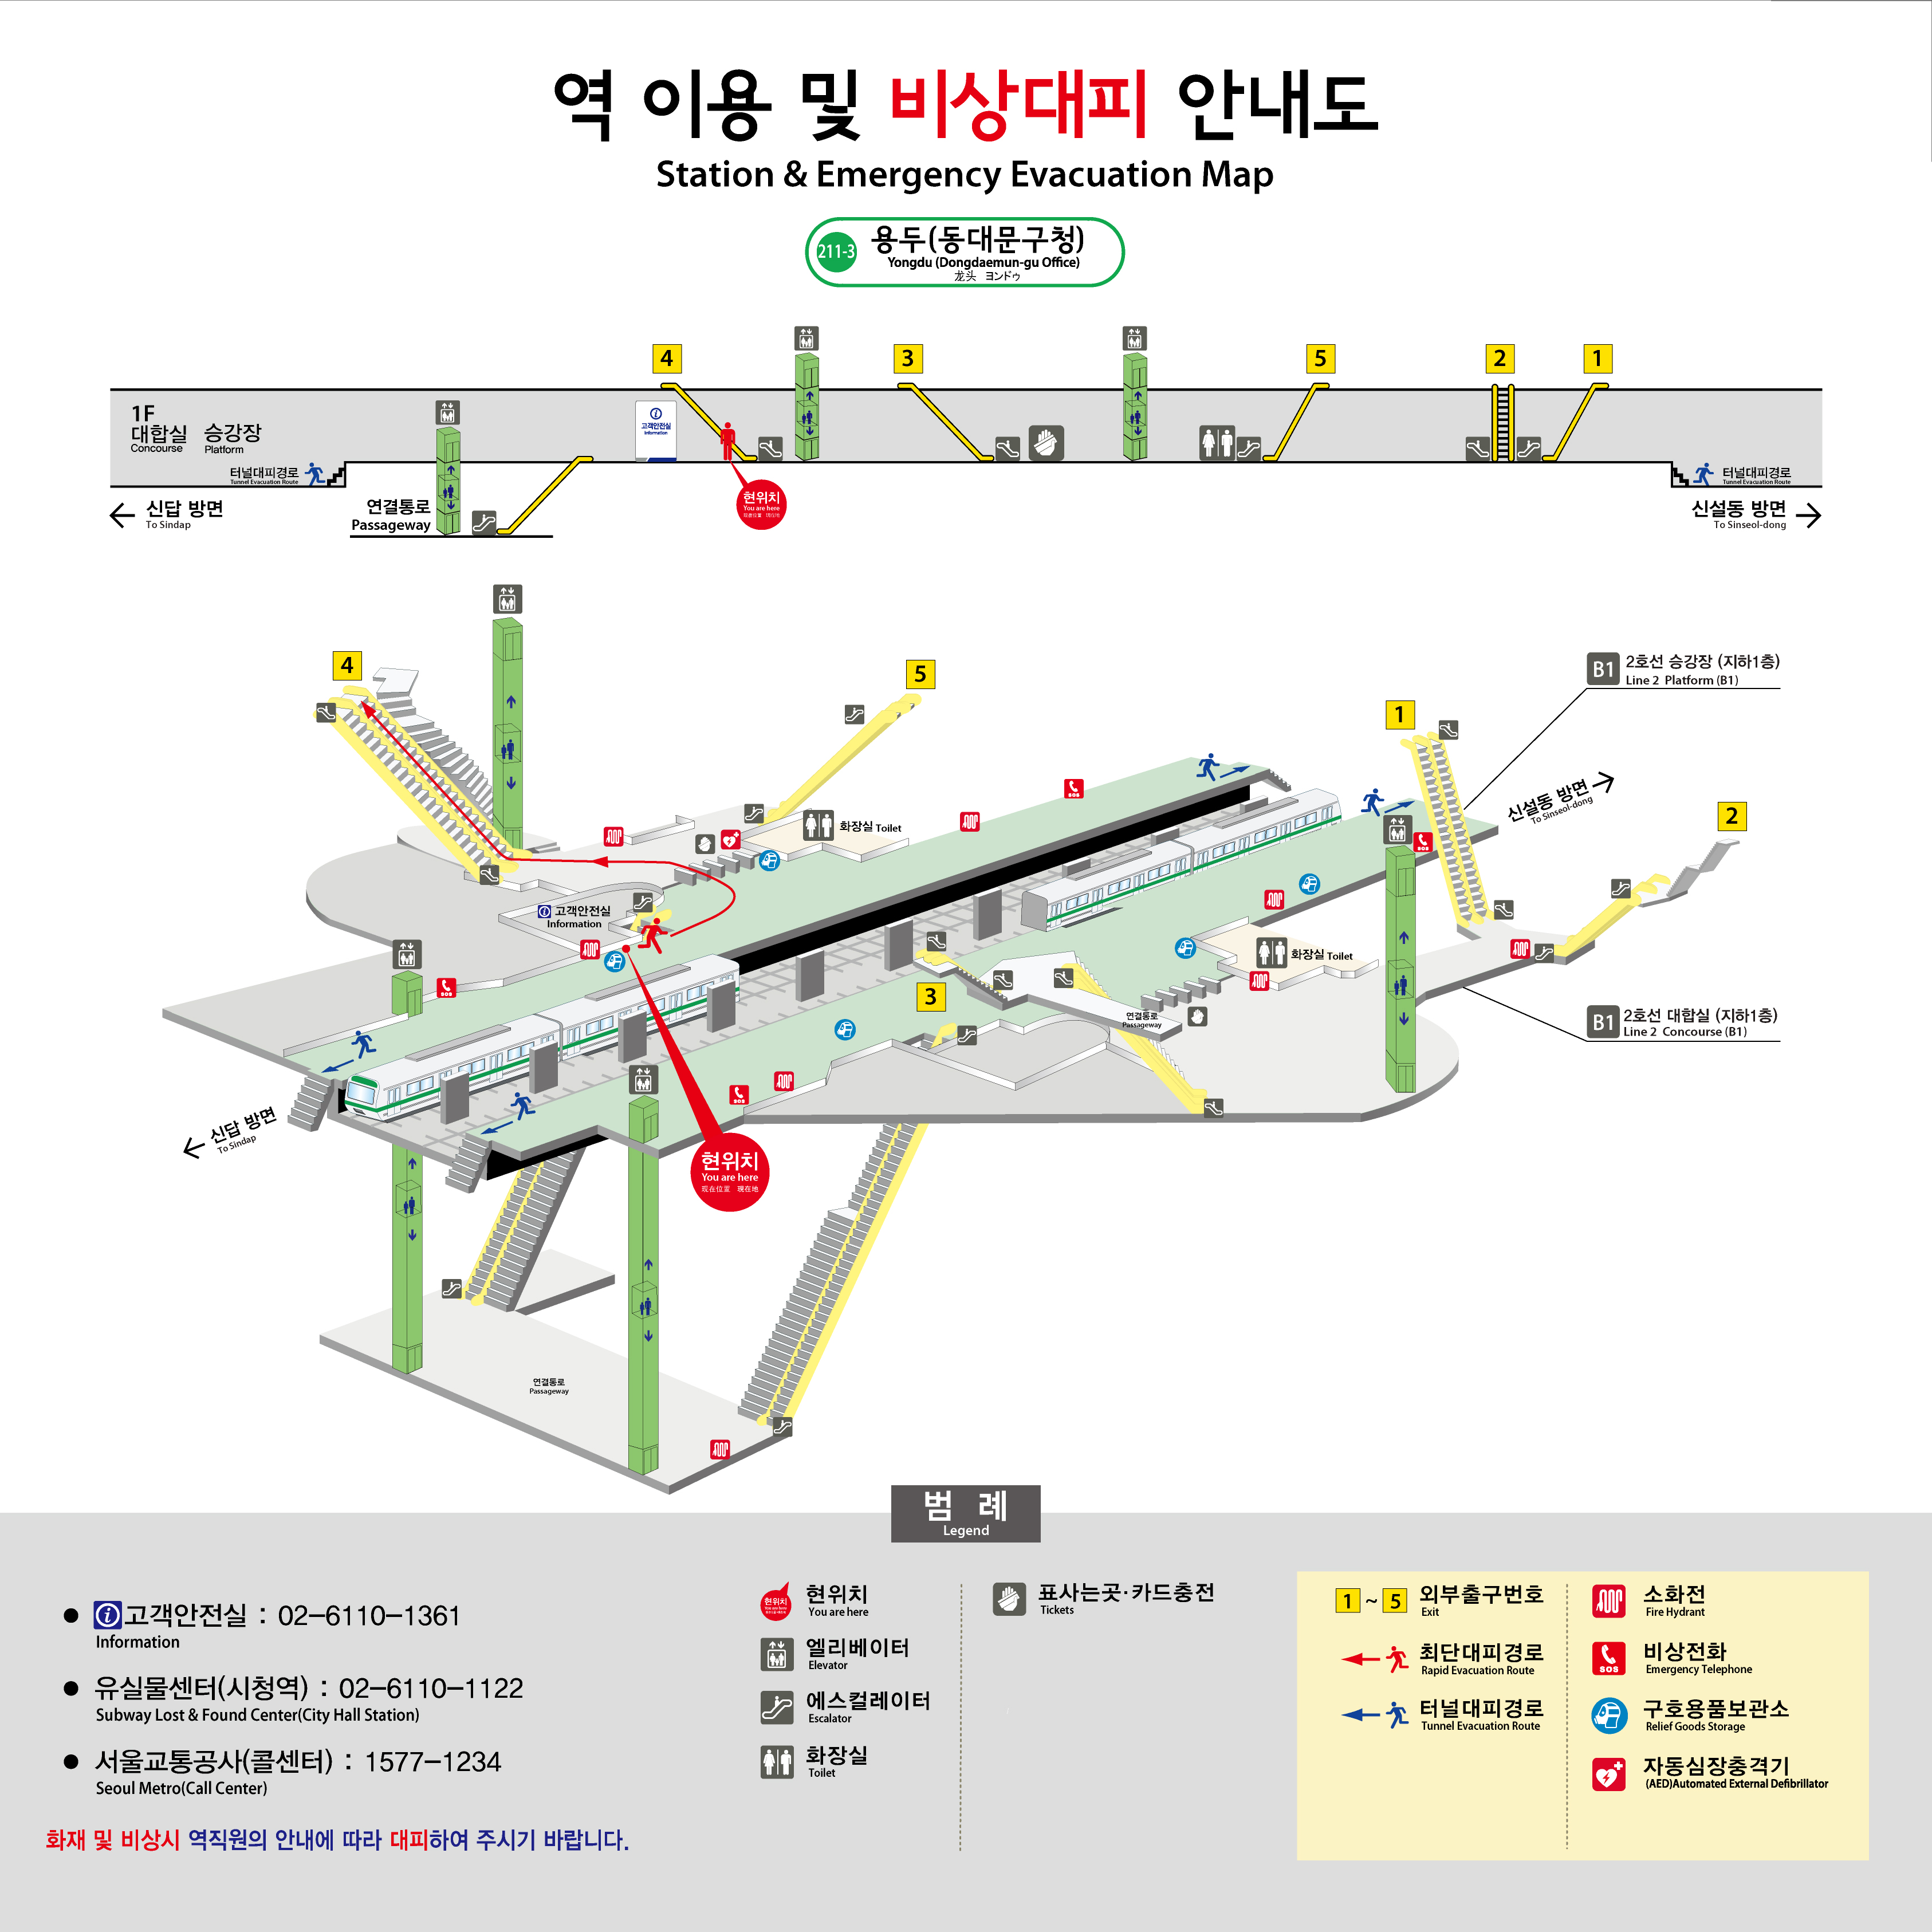 역 이용 및 비상대피 안내도
Station & Emergency Evacuation Map
211-3
용두(동대문구청)
Yongdu (Dongdaemun-gu Office)
龙头 ヨンドゥ
4
3
5
2
1
1F
대합실
Concourse
승강장
Platform
고객안전실
Information
터널대피경로
Tunnel Evacuation Route
터널대피경로
Tunnel Evacuation Route
신답 방면
To Sindap
연결통로
Passageway
현위치
You are here
신설동 방면
To Sinseol-dong
4
5
B1
2호선 승강장 (지하1층)
Line 2 Platform (B1)
1
신설동 방면
To Sinseol-dong
2
화장실 Toilet
고객안전실
Information
화장실 Toilet
3
연결통로
Passageway
B1
2호선 대합실 (지하1층)
Line 2 Concourse (B1)
SOS
SOS
SOS
SOS
신답 방면
To Sindap
현위치
You are here
现在位置 現在地
연결통로
Passageway
범 례
Legend
고객안전실 : 02-6110-1361
Information
유실물센터(시청역) : 02-6110-1122
Subway Lost & Found Center(City Hall Station)
서울교통공사(콜센터) : 1577-1234
Seoul Metro(Call Center)
화재 및 비상시 역직원의 안내에 따라 대피하여 주시기 바랍니다.
현위치
현위치
You are here
엘리베이터
Elevator
에스컬레이터
Escalator
화장실
Toilet
표사는곳·카드충전
Tickets
1 ~ 5 외부출구번호
Exit
최단대피경로
Rapid Evacuation Route
터널대피경로
Tunnel Evacuation Route
소화전
Fire Hydrant
SOS
비상전화
Emergency Telephone
구호용품보관소
Relief Goods Storage
자동심장충격기
(AED)Automated External Defibrillator